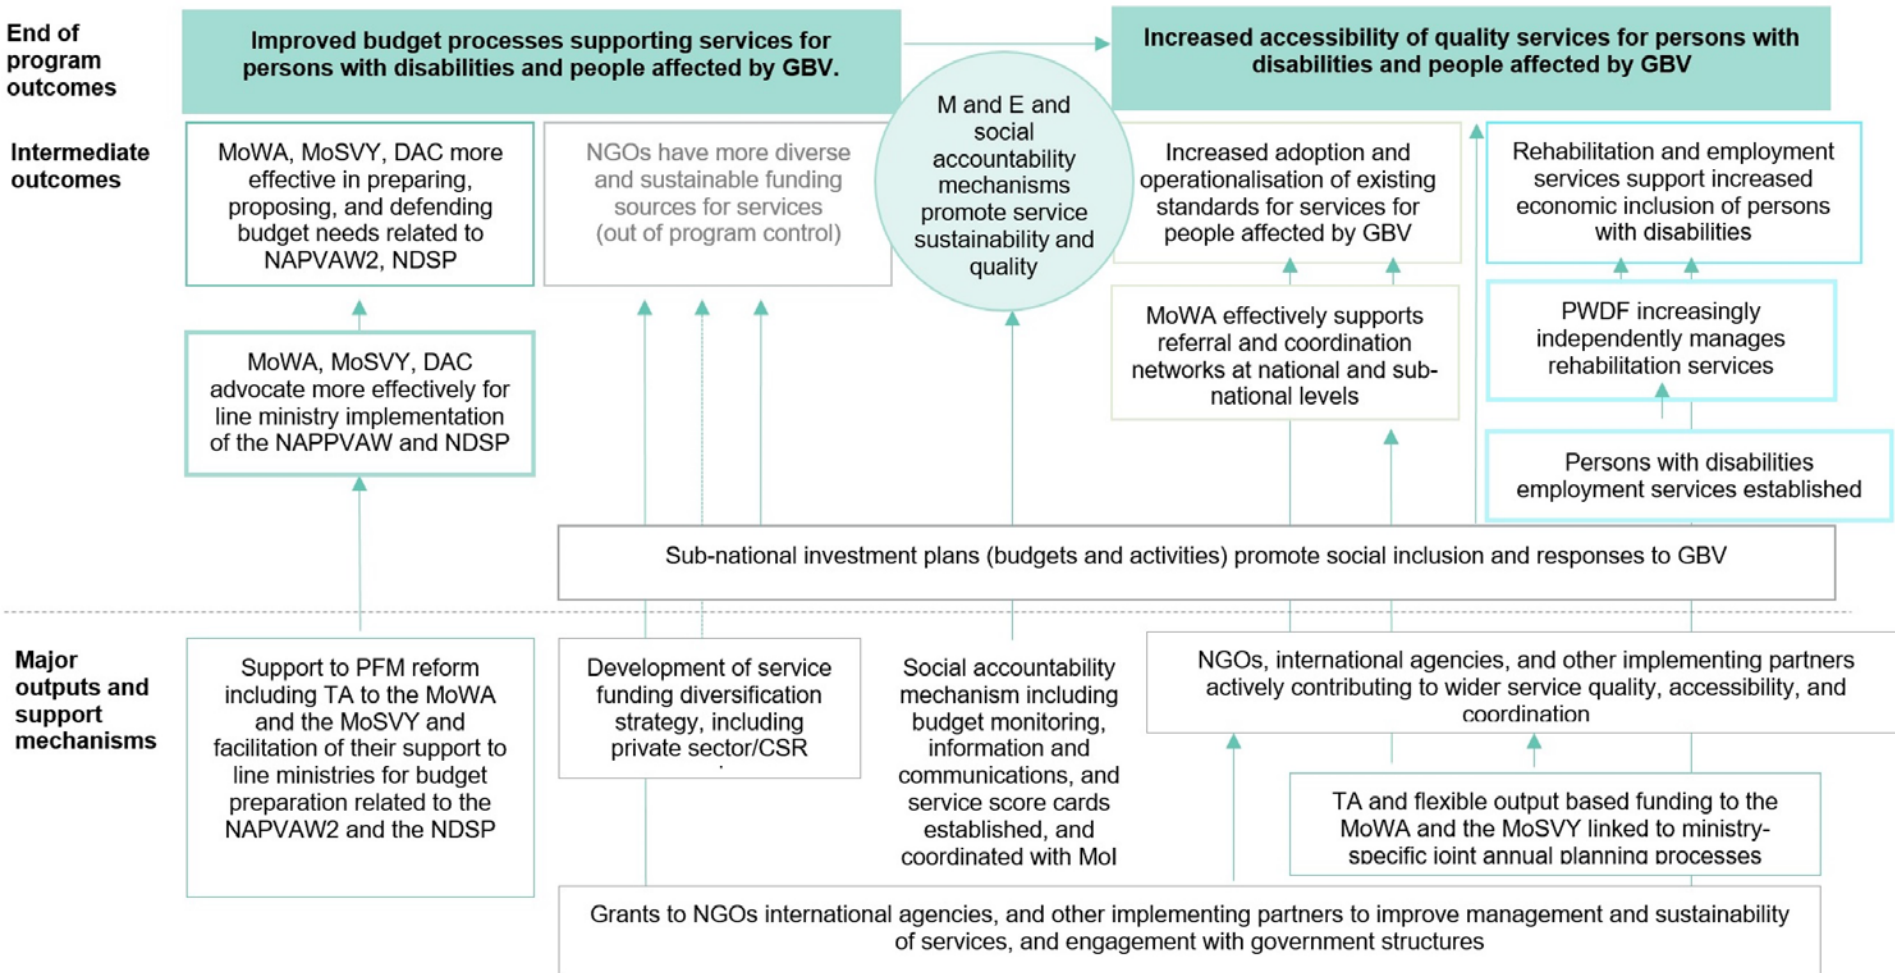 End of
program
outcomes
Improved budget processes supporting services for
persons with disabilities and people affected by GBV.
Increased accessibility of quality services for persons with
disabilities and people affected by GBV
Intermediate
outcomes
MoWA, MoSVY, DAC more
effective in preparing,
proposing, and defending
budget needs related to
NAPVAW2, NDSP
NGOs have more diverse
and sustainable funding
sources for services
(out of program control)
M and E and
social
accountability
mechanisms
promote service
sustainability and
quality
Increased adoption and
operationalisation of existing
standards for services for
people affected by GBV
Rehabilitation and employment
services support increased
economic inclusion of persons
with disabilities
MoWA, MoSVY, DAC
advocate more effectively for
line ministry implementation
of the NAPPVAW and NDSP
MoWA effectively supports
referral and coordination
networks at national and sub-
national levels
PWDF increasingly
independently manages
rehabilitation services
Persons with disabilities
employment services established
Sub-national investment plans (budgets and activities) promote social inclusion and responses to GBV
Major
outputs and
support
mechanisms
Support to PFM reform
including TA to the MoWA
and the MoSVY and
facilitation of their support to
line ministries for budget
preparation related to the
NAPVAW2 and the NDSP
Development of service
funding diversification
strategy, including
private sector/CSR
Social accountability
mechanism including
budget monitoring,
information and
communications, and
service score cards
established, and
coordinated with MoI
NGOs, international agencies, and other implementing partners
actively contributing to wider service quality, accessibility, and
coordination
TA and flexible output based funding to the
MoWA and the MoSVY linked to ministry-
specific joint annual planning processes
Grants to NGOs international agencies, and other implementing partners to improve management and sustainability
of services, and engagement with government structures